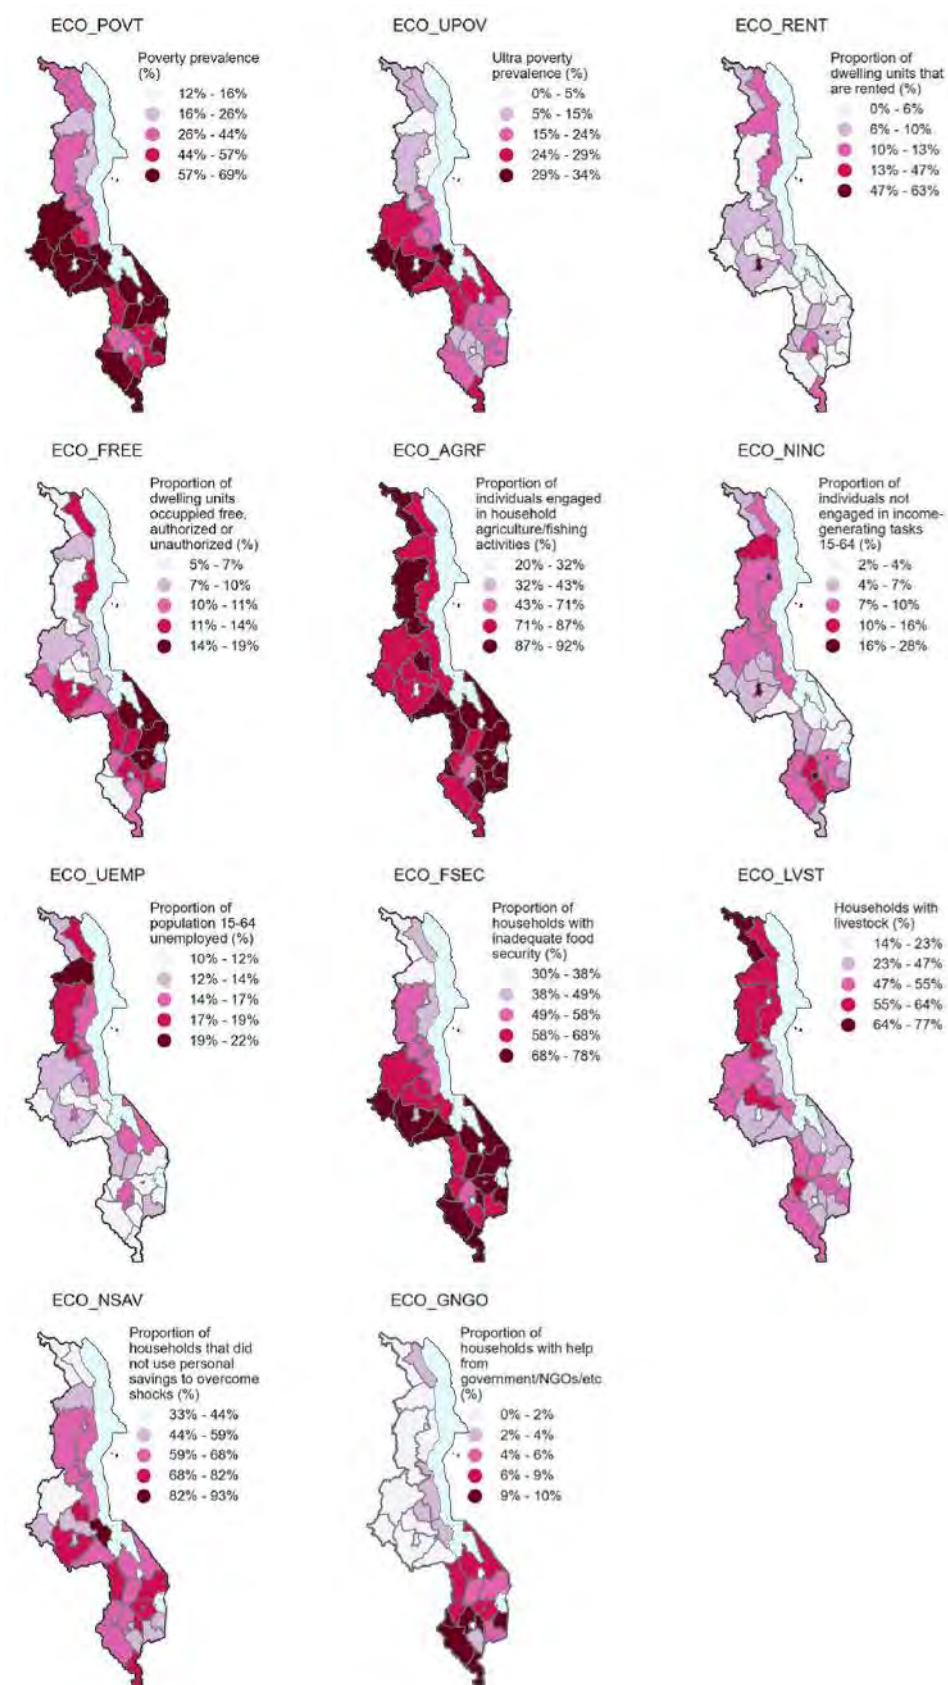 ECO_POVT
Poverty prevalence
(%)
12% - 16%
16% - 26%
26% - 44%
44% - 57%
57% - 69%
ECO_UPOV
Ultra poverty
prevalence (%)
0% - 5%
5% - 15%
15% - 24%
24% - 29%
29% - 34%
ECO_RENT
Proportion of
dwelling units that
are rented (%)
0% - 6%
6% - 10%
10% - 13%
13% - 47%
47% - 63%
ECO_FREE
Proportion of
dwelling units
occuppied free,
authorized or
unauthorized (%)
5% - 7%
7% - 10%
10% - 11%
11% - 14%
14% - 19%
ECO_AGRF
Proportion of
individuals engaged
in household
agriculture/fishing
activities (%)
20% - 32%
32% - 43%
43% - 71%
71% - 87%
87% - 92%
ECO_NINC
Proportion of
individuals not
engaged in income-
generating tasks
15-64 (%)
2% - 4%
4% - 7%
7% - 10%
10% - 16%
16% - 28%
ECO_UEMP
Proportion of
population 15-64
unemployed (%)
10% - 12%
12% - 14%
14% - 17%
17% - 19%
19% - 22%
ECO_FSEC
Proportion of
households with
inadequate food
security (%)
30% - 38%
38% - 49%
49% - 58%
58% - 68%
68% - 78%
ECO_LVST
Households with
livestock (%)
14% - 23%
23% - 47%
47% - 55%
55% - 64%
64% - 77%
ECO_NSAV
Proportion of
households that did
not use personal
savings to overcome
shocks (%)
33% - 44%
44% - 59%
59% - 68%
68% - 82%
82% - 93%
ECO_GNGO
Proportion of
households with help
from
government/NGOs/etc
(%)
0% - 2%
2% - 4%
4% - 6%
6% - 9%
9% - 10%